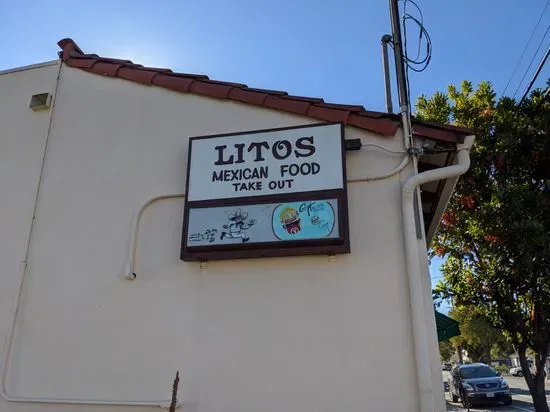 LITOS
MEXICAN FOOD
TAKE OUT